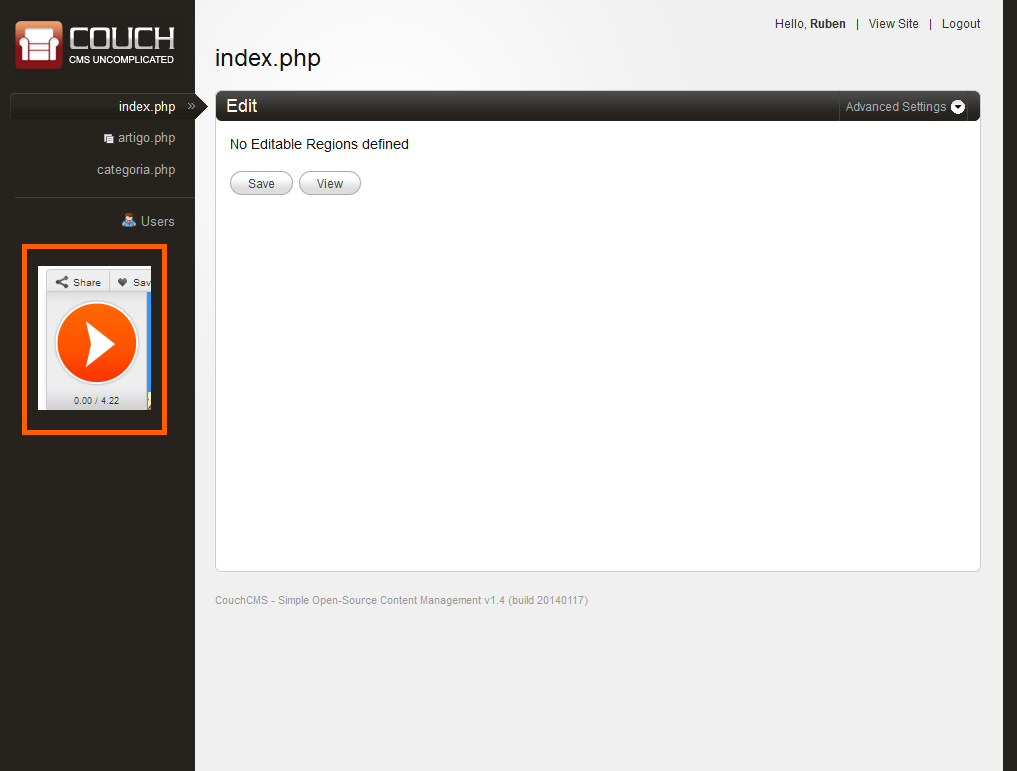 COUCH
CMS UNCOMPLICATED
Hello, Ruben | View Site | Logout
index.php
index.php »
artigo.php
categoria.php
Users
Share
Sav
0.00 / 4.22
Edit
Advanced Settings
No Editable Regions defined
Save
View
CouchCMS - Simple Open-Source Content Management v1.4 (build 20140117)